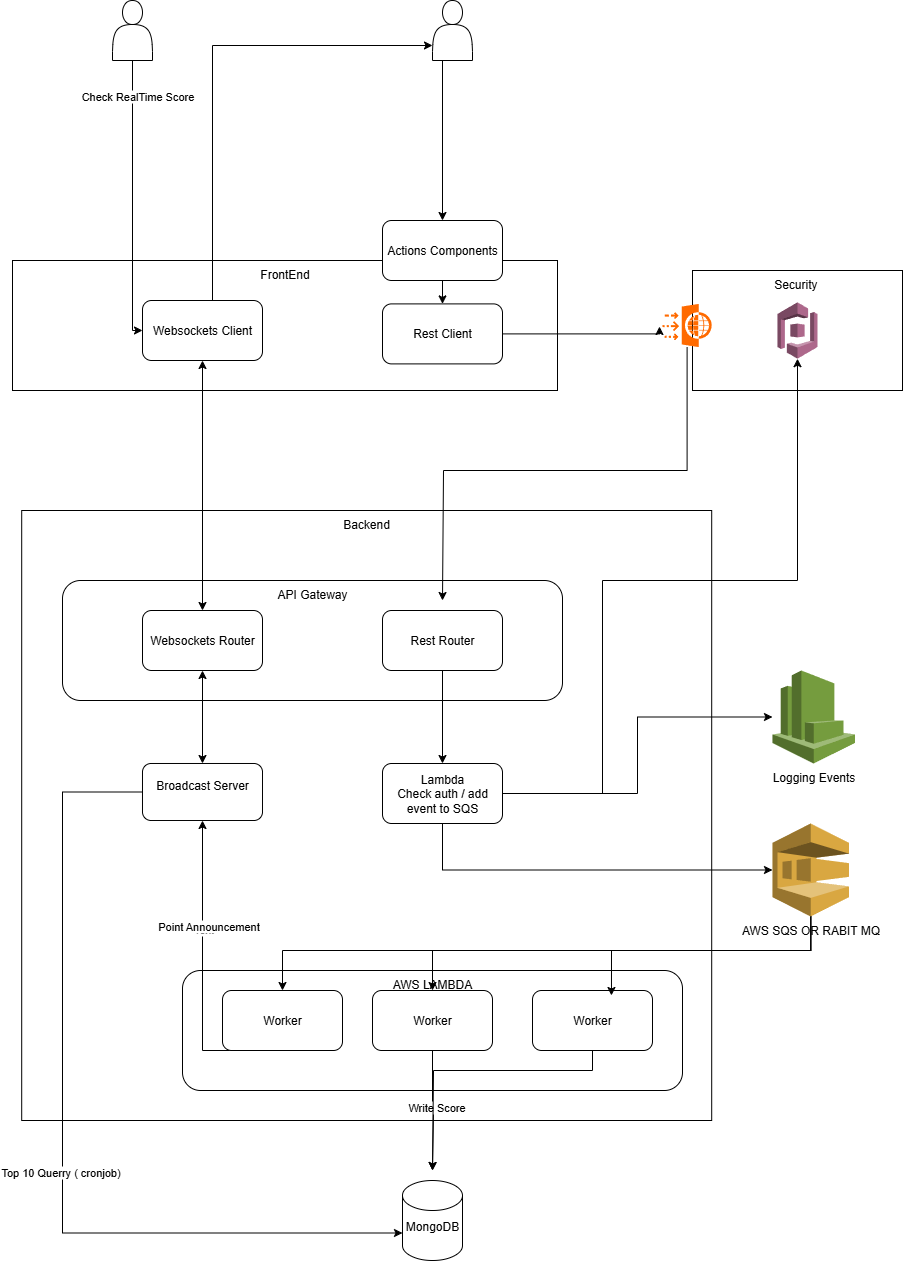 Check RealTime Score
Actions Components
FrontEnd
Security
Websockets Client
Rest Client
Backend
API Gateway
Websockets Router
Rest Router
Broadcast Server
Lambda
Check auth / add
event to SQS
Logging Events
Point Announcement
AWS SQS OR RABIT MQ
AWS LAMBDA
Worker
Worker
Worker
Write Score
Top 10 Querry ( cronjob)
MongoDB